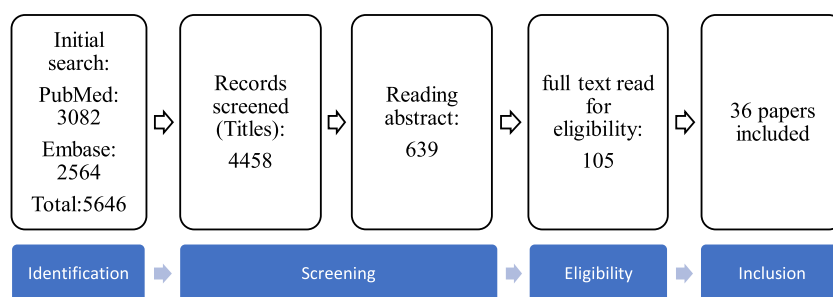 Initial
search:
PubMed:
3082
Embase:
2564
Total:5646
Records
screened
(Titles):
4458
Reading
abstract:
639
full text read
for
eligibility:
105
36 papers
included
Identification
Screening
Eligibility
Inclusion